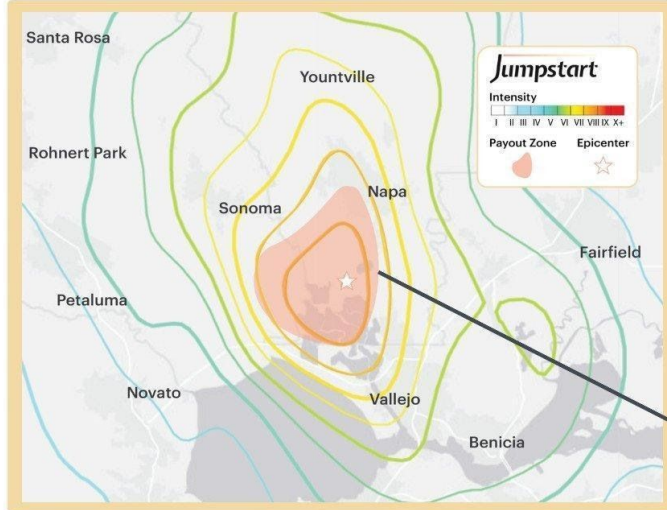 Santa Rosa
Yountville
Jumpstart
Intensity
I II III IV V VI VII VIII IX X+
Payout Zone Epicenter
Rohnert Park
Napa
Sonoma
Fairfield
Petaluma
Novato
Vallejo
Benicia